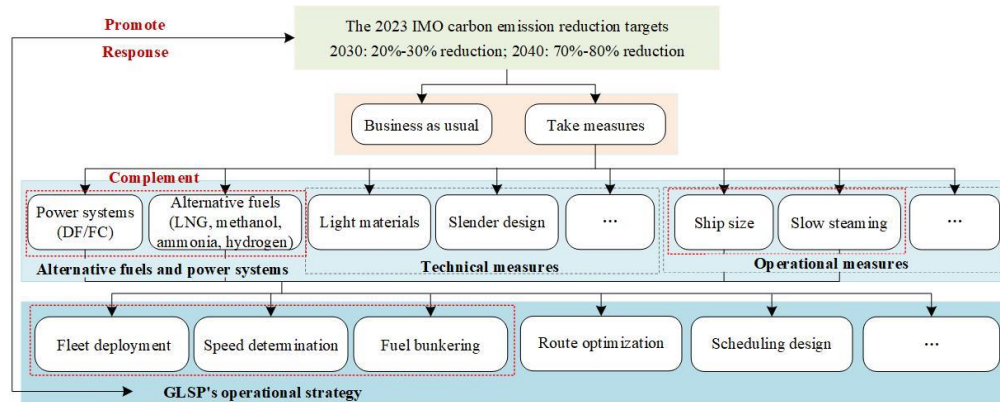 Promote
Response
The 2023 IMO carbon emission reduction targets
2030: 20%-30% reduction; 2040: 70%-80% reduction
Business as usual
Take measures
Complement
Power systems
(DF/FC)
Alternative fuels
(LNG, methanol,
ammonia, hydrogen)
Light materials
Slender design
...
Ship size
Slow steaming
...
Alternative fuels and power systems
Technical measures
Operational measures
Fleet deployment
Speed determination
Fuel bunkering
Route optimization
Scheduling design
...
GLSP's operational strategy